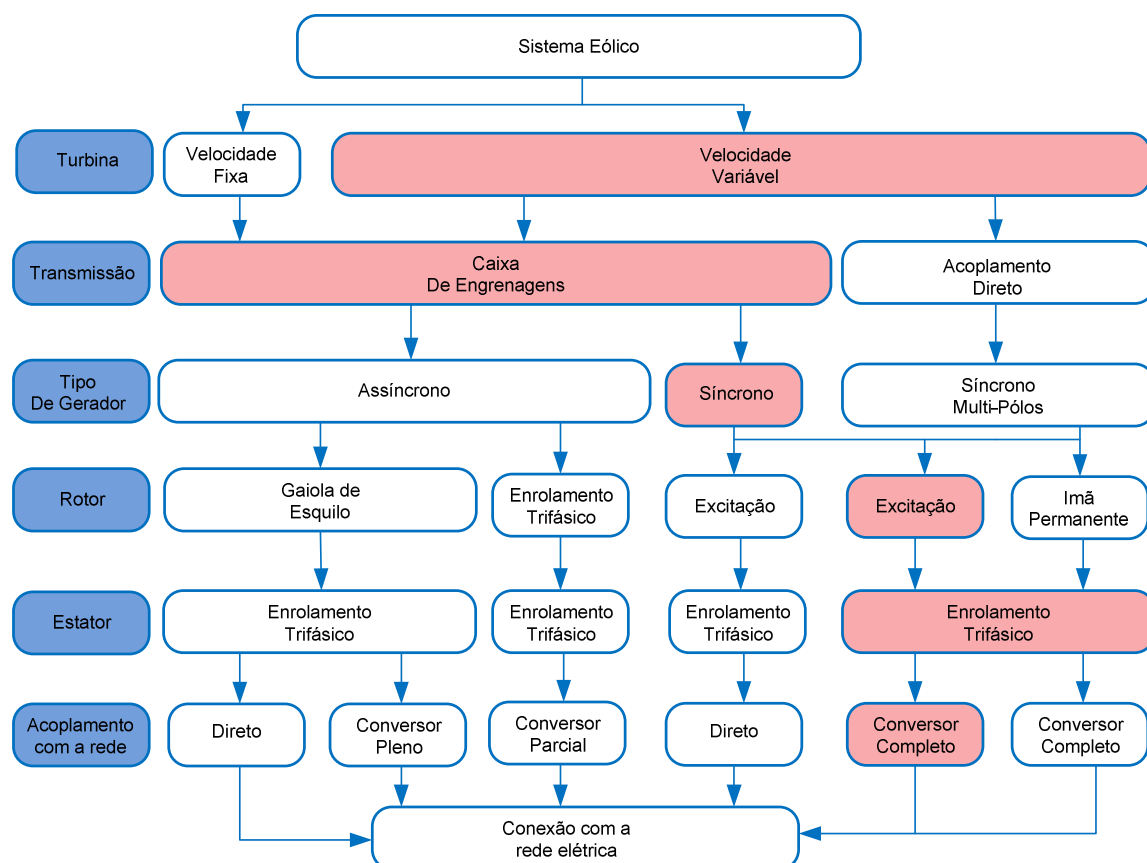 Sistema Eólico
Turbina
Velocidade
Fixa
Velocidade
Variável
Transmissão
Caixa
De Engrenagens
Acoplamento
Direto
Tipo
De Gerador
Assíncrono
Síncrono
Síncrono
Multi-Pólos
Rotor
Gaiola de
Esquilo
Enrolamento
Trifásico
Excitação
Excitação
Imã
Permanente
Estator
Enrolamento
Trifásico
Enrolamento
Trifásico
Enrolamento
Trifásico
Enrolamento
Trifásico
Acoplamento
com a rede
Direto
Conversor
Pleno
Conversor
Parcial
Direto
Conversor
Completo
Conversor
Completo
Conexão com a
rede elétrica